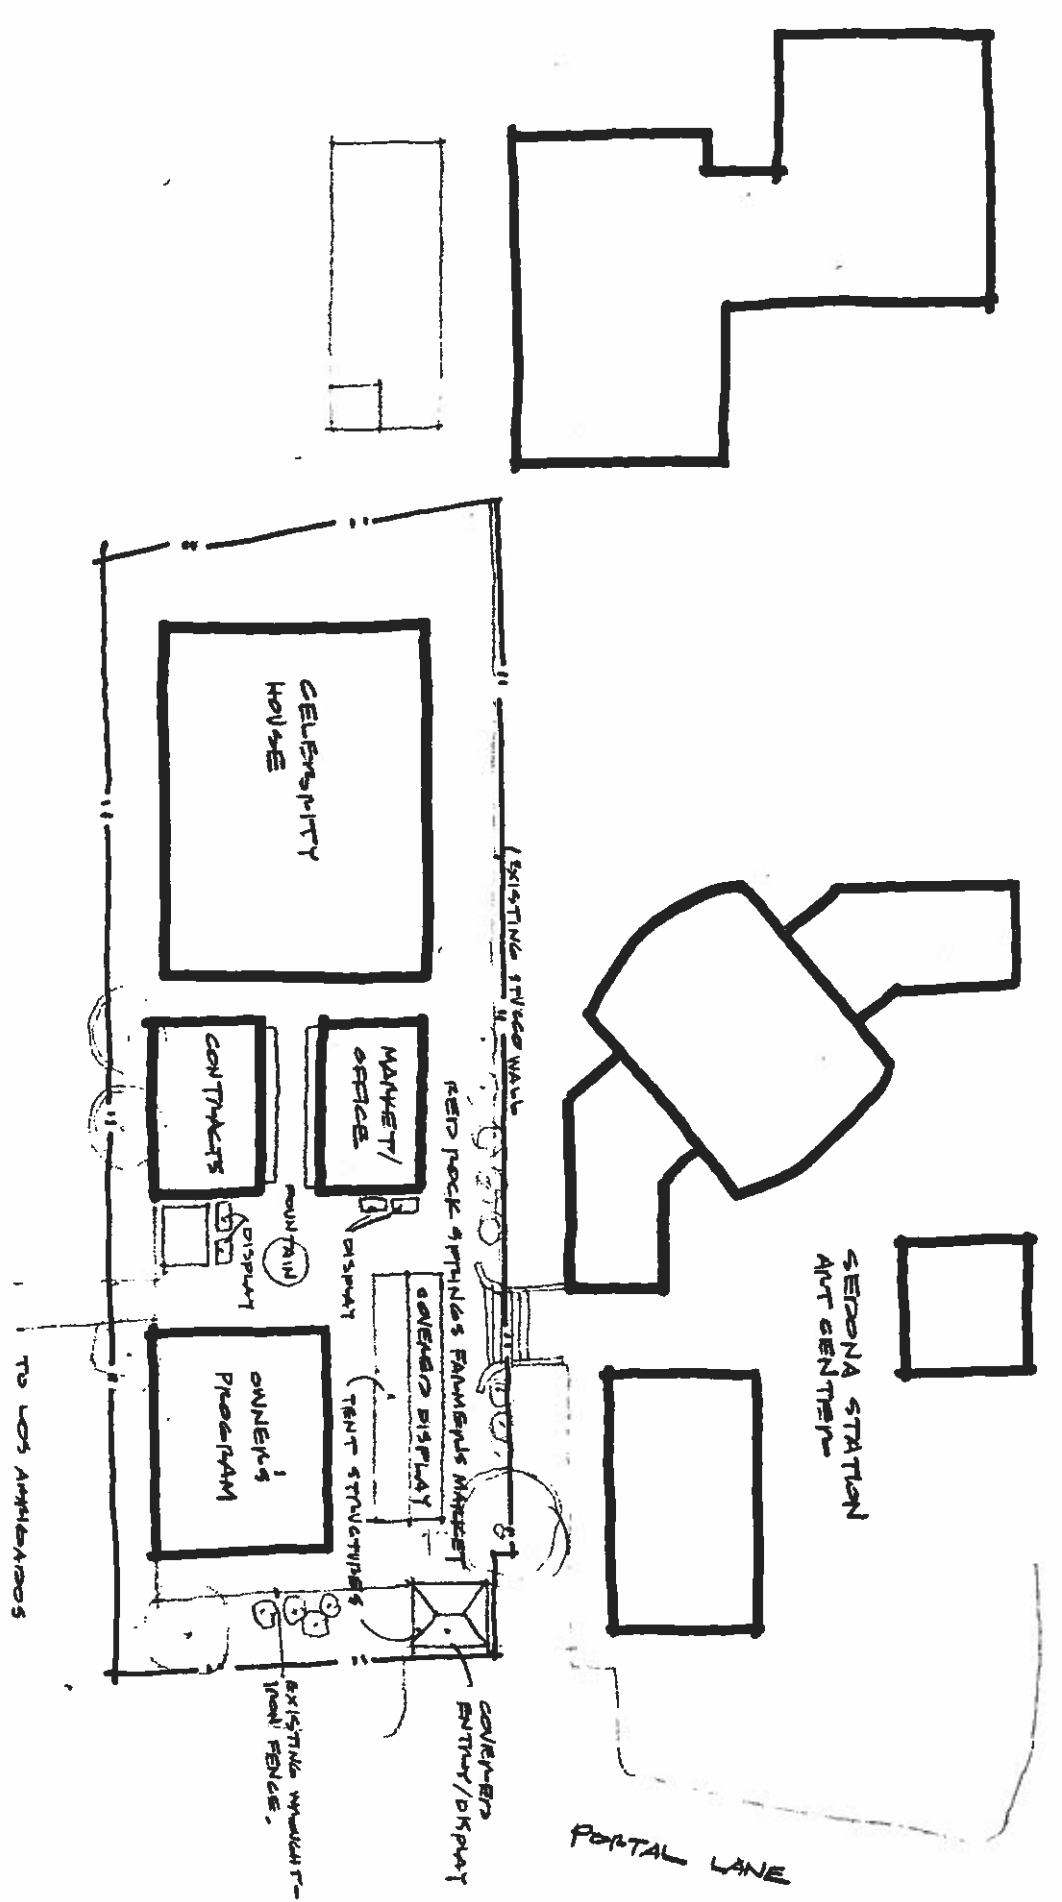 CELEBRITY
HOUSE
(EXISTING STUCCO WALL
CONTRACTS
MARKET/
OFFICE
RED ROCK SPRINGS FARMERS MARKET
FOUNTAIN
DISPLAY
DISPLAY
COVERED DISPLAY
TENT STRUCTURES
OWNERS'
PROGRAM
SEDONA STATION
ART CENTER
TO LOS ABRIGADOS
EXISTING WROUGHT-
IRON FENCE.
COVERED
ENTRY/DISPLAY
PORTAL LANE